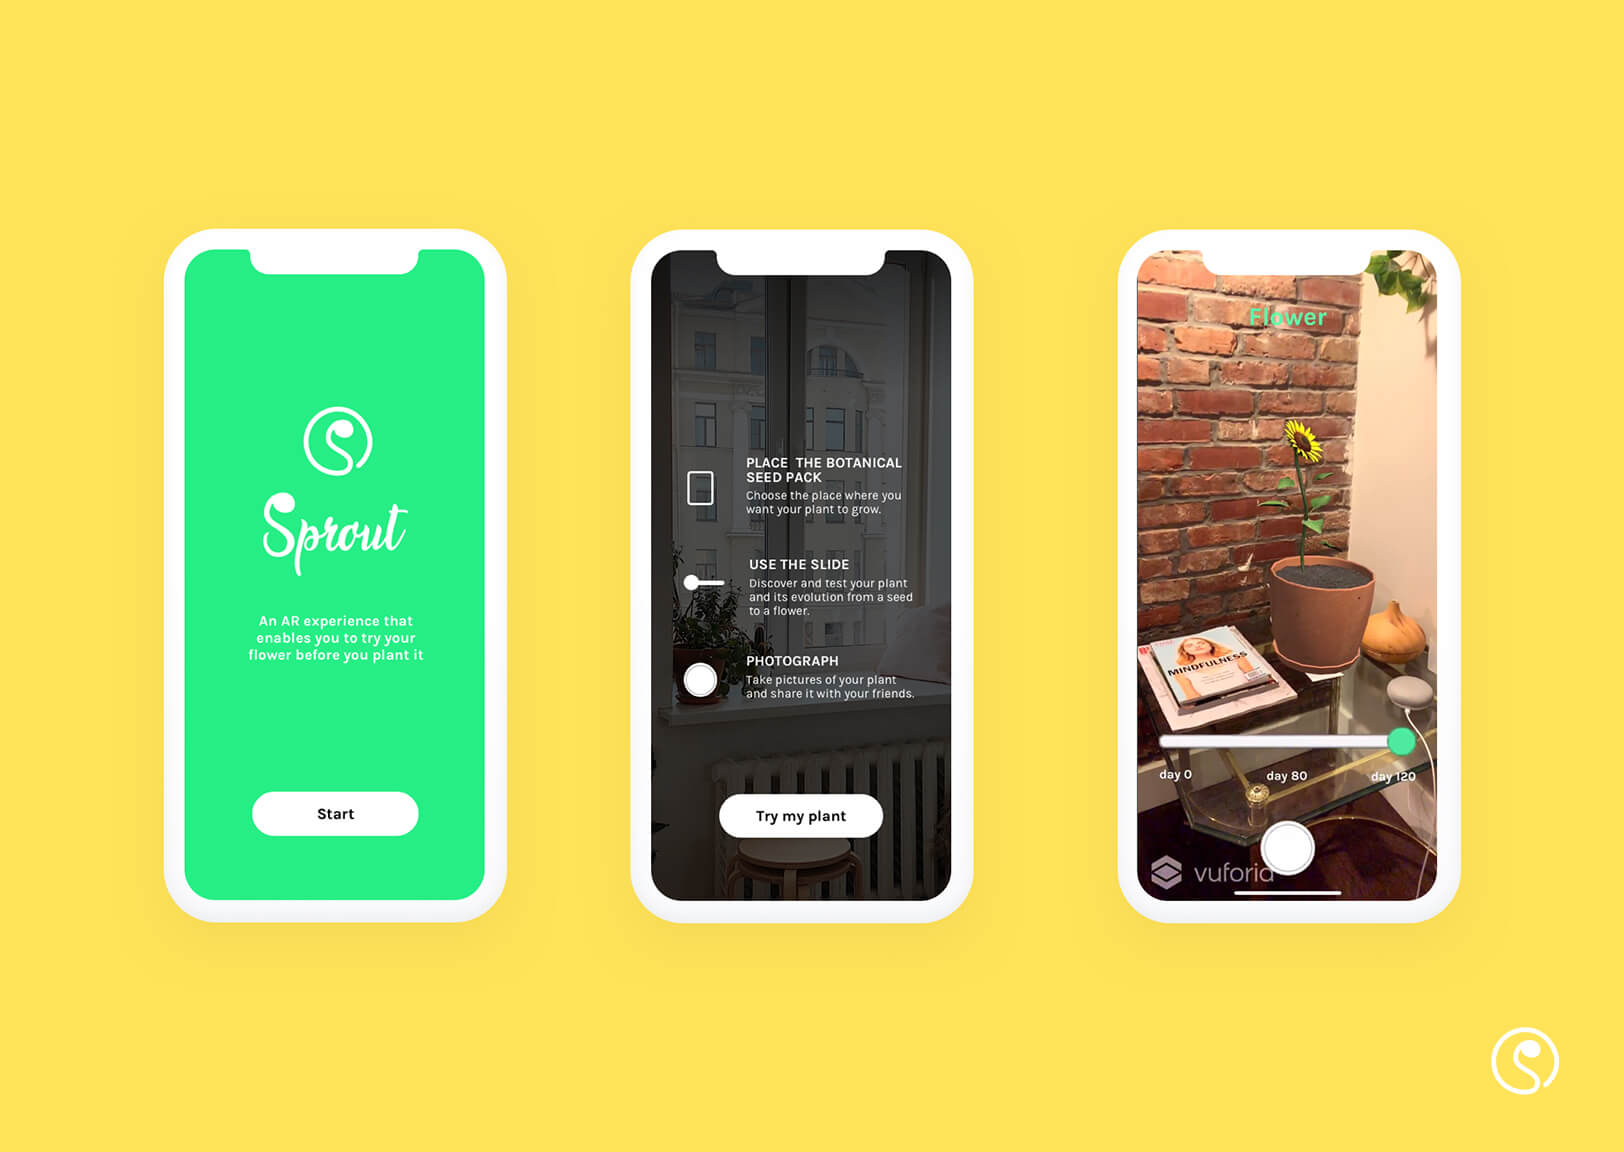 Sprout
An AR experience that
enables you to try your
flower before you plant it
Start
PLACE THE BOTANICAL
SEED PACK
Choose the place where you
want your plant to grow.
USE THE SLIDE
Discover and test your plant
and its evolution from a seed
to a flower.
PHOTOGRAPH
Take pictures of your plant
and share it with your friends.
Try my plant
Flower
MINDFULNESS
day 0
day 80
day 120
vuforia